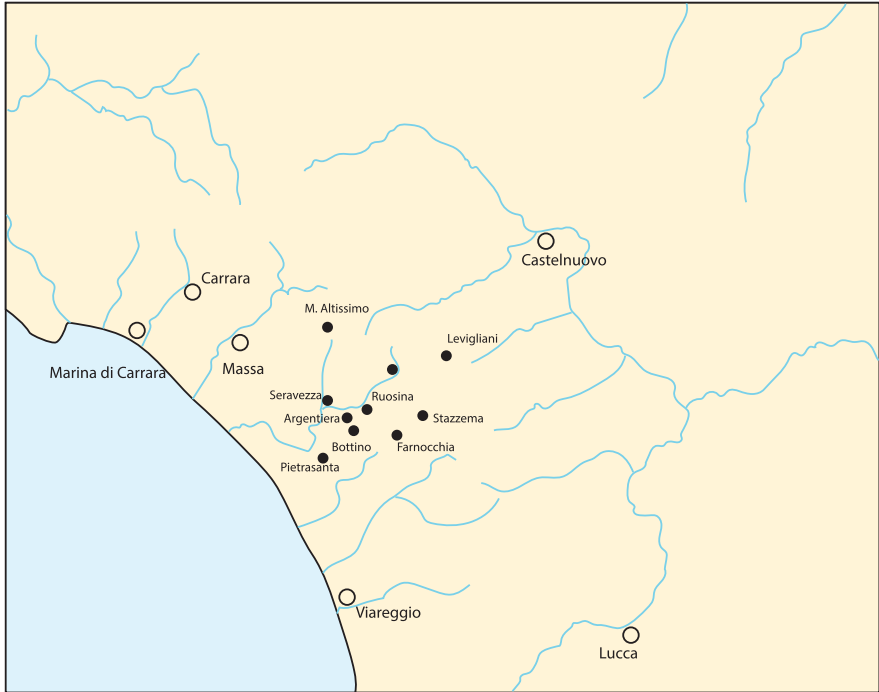 Castelnuovo
Carrara
M. Altissimo
Levigliani
Marina di Carrara
Massa
Seravezza
Ruosina
Argentiera
Stazzema
Bottino
Farnocchia
Pietrasanta
Viareggio
Lucca